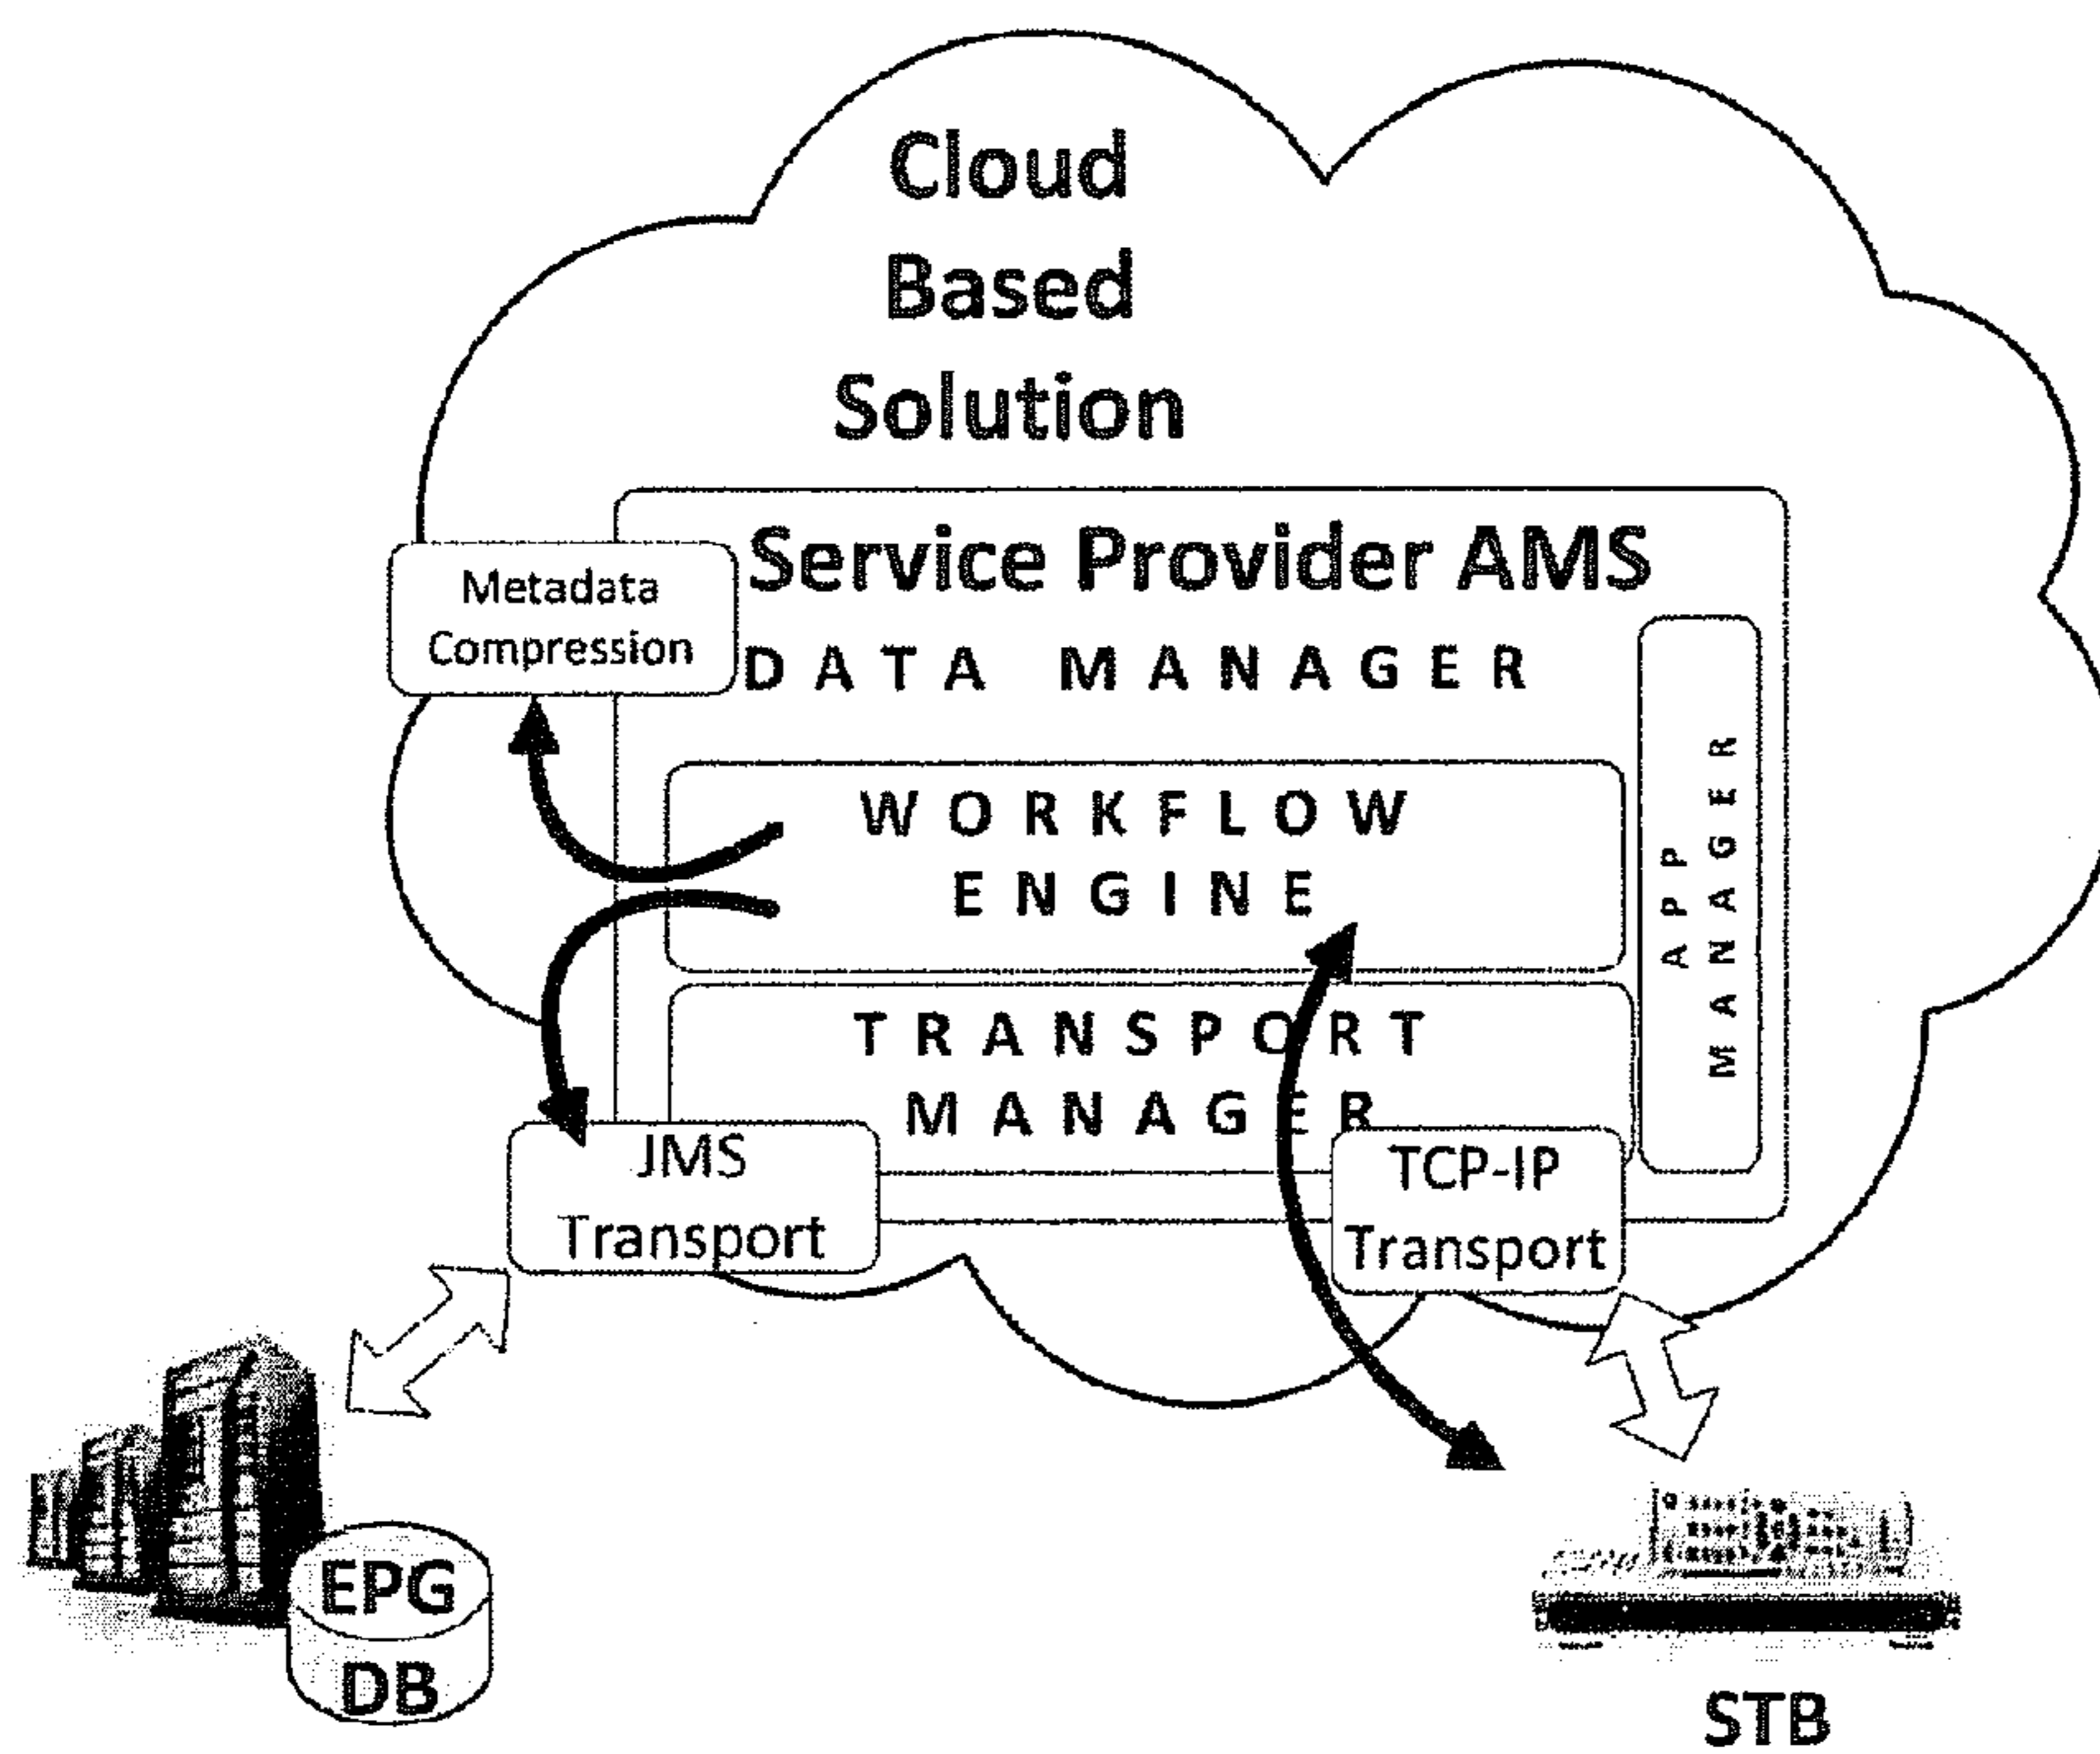 Cloud
Based
Solution
Service Provider AMS
Metadata
Compression
DATA MANAGER
WORKFLOW
ENGINE
APP
MANAGER
TRANSPORT
MANAGER
JMS
Transport
TCP-IP
Transport
EPG
DB
STB